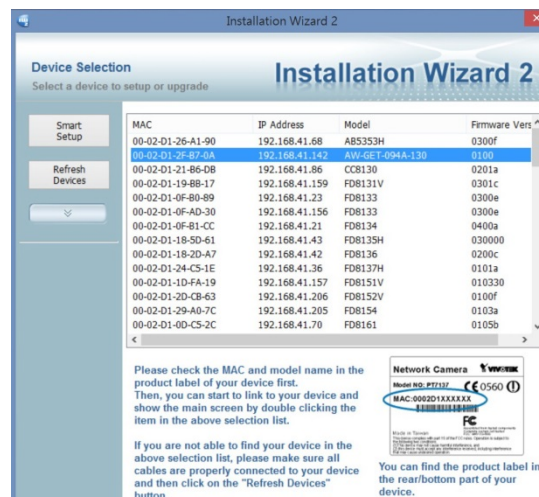 Installation Wizard 2
Device Selection
Select a device to setup or upgrade
Installation Wizard 2
Smart
Setup
Refresh
Devices
MAC IP Address Model Firmware Vers
00-02-D1-26-A1-90 192.168.41.68 AB5353H 0300f
00-02-D1-2F-B7-0A 192.168.41.142 AW-GET-094A-130 0100
00-02-D1-21-B6-DB 192.168.41.86 CC8130 0201a
00-02-D1-19-BB-17 192.168.41.159 FD8131V 0301c
00-02-D1-0F-B0-89 192.168.41.23 FD8133 0300e
00-02-D1-0F-AD-30 192.168.41.156 FD8133 0300e
00-02-D1-0F-B1-CC 192.168.41.21 FD8134 0400a
00-02-D1-18-5D-61 192.168.41.43 FD8135H 030000
00-02-D1-18-2D-A7 192.168.41.42 FD8136 0200c
00-02-D1-24-C5-1E 192.168.41.36 FD8137H 0101a
00-02-D1-1D-FA-19 192.168.41.157 FD8151V 010330
00-02-D1-2D-CB-63 192.168.41.206 FD8152V 0100f
00-02-D1-29-A0-7C 192.168.41.205 FD8154 0103a
00-02-D1-0D-C5-2C 192.168.41.70 FD8161 0105b
Please check the MAC and model name in the
product label of your device first.
Then, you can start to link to your device and
show the main screen by double clicking the
item in the above selection list.
If you are not able to find your device in the
above selection list, please make sure all
cables are properly connected to your device
and then click on the "Refresh Devices"
button.
Network Camera VIVOTEK
Model NO: PT7137 CE 0560
MAC:0002D1XXXXXX
FC
Made in Taiwan
You can find the product label in
the rear/bottom part of your
device.